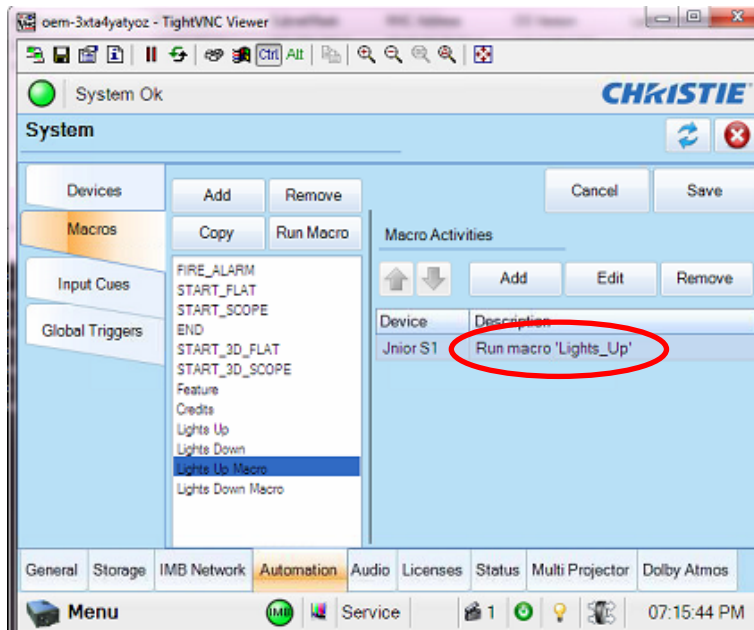 oem-3xta4yatyoz - TightVNC Viewer
Ctrl Alt
System Ok
CHRISTIE
System
Devices
Macros
Input Cues
Global Triggers
Add Remove
Copy Run Macro
FIRE_ALARM
START_FLAT
START_SCOPE
END
START_3D_FLAT
START_3D_SCOPE
Feature
Credits
Lights Up
Lights Down
Lights Up Macro
Lights Down Macro
Cancel Save
Macro Activities
Add Edit Remove
Device Description
Jnior S1 Run macro 'Lights_Up'
General Storage IMB Network Automation Audio Licenses Status Multi Projector Dolby Atmos
Menu IMB Service 1 07:15:44 PM